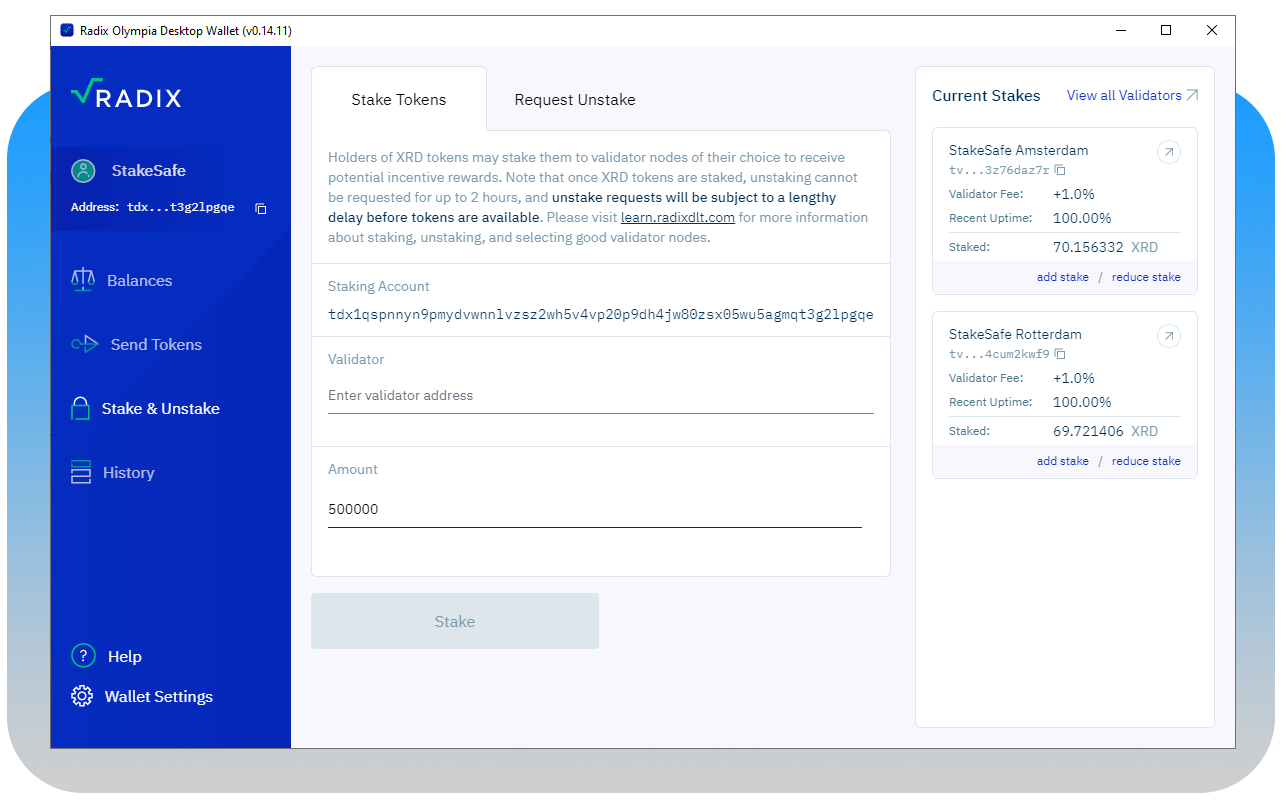 Radix Olympia Desktop Wallet (v0.14.11)
RADIX
StakeSafe
Address: tdx...t3g2lpgqe
Balances
Send Tokens
Stake & Unstake
History
Help
Wallet Settings
Stake Tokens
Request Unstake
Holders of XRD tokens may stake them to validator nodes of their choice to receive
potential incentive rewards. Note that once XRD tokens are staked, unstaking cannot
be requested for up to 2 hours, and unstake requests will be subject to a lengthy
delay before tokens are available. Please visit learn.radixdlt.com for more information
about staking, unstaking, and selecting good validator nodes.
Staking Account
tdx1qspnnyn9pmydvwnnlvzsz2wh5v4vp20p9dh4jw80zsx05wu5agmqt3g2lpgqe
Validator
Enter validator address
Amount
500000
Stake
Current Stakes
View all Validators
StakeSafe Amsterdam
tv...3z76daz7r
Validator Fee: +1.0%
Recent Uptime: 100.00%
Staked: 70.156332 XRD
add stake / reduce stake
StakeSafe Rotterdam
tv...4cum2kwf9
Validator Fee: +1.0%
Recent Uptime: 100.00%
Staked: 69.721406 XRD
add stake / reduce stake